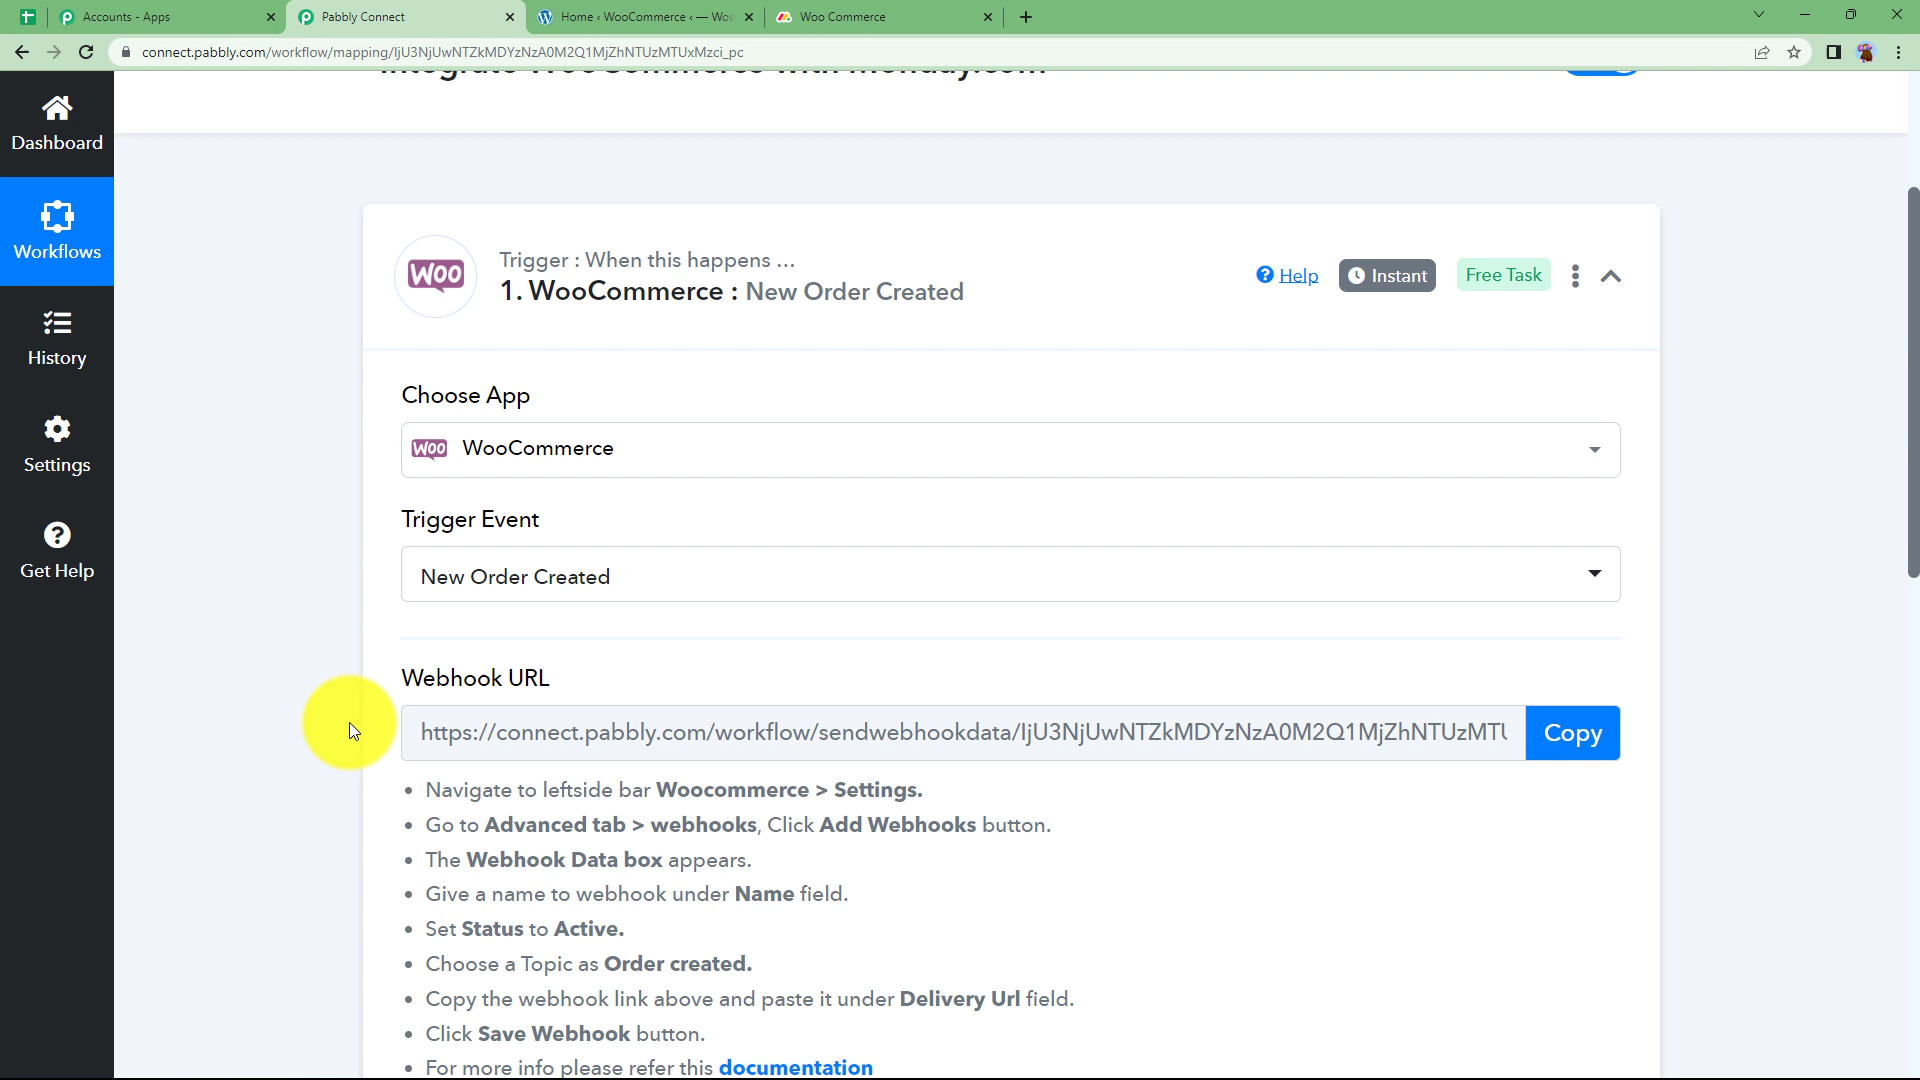 Accounts - Apps
Pabbly Connect
Home ‹ WooCommerce ‹ — Woo
Woo Commerce
connect.pabbly.com/workflow/mapping/IjU3NjUwNTZkMDYzNzA0M2Q1MjZhNTUzMTUxMzci_pc
Integrate WooCommerce with Monday.com
Dashboard
Workflows
History
Settings
Get Help
WOO
Trigger : When this happens ...
1. WooCommerce : New Order Created
Help
Instant
Free Task
Choose App
WOO WooCommerce
Trigger Event
New Order Created
Webhook URL
https://connect.pabbly.com/workflow/sendwebhookdata/IjU3NjUwNTZkMDYzNzA0M2Q1MjZhNTUzMTU
Copy
• Navigate to leftside bar Woocommerce > Settings.
• Go to Advanced tab > webhooks, Click Add Webhooks button.
• The Webhook Data box appears.
• Give a name to webhook under Name field.
• Set Status to Active.
• Choose a Topic as Order created.
• Copy the webhook link above and paste it under Delivery Url field.
• Click Save Webhook button.
• For more info please refer this documentation